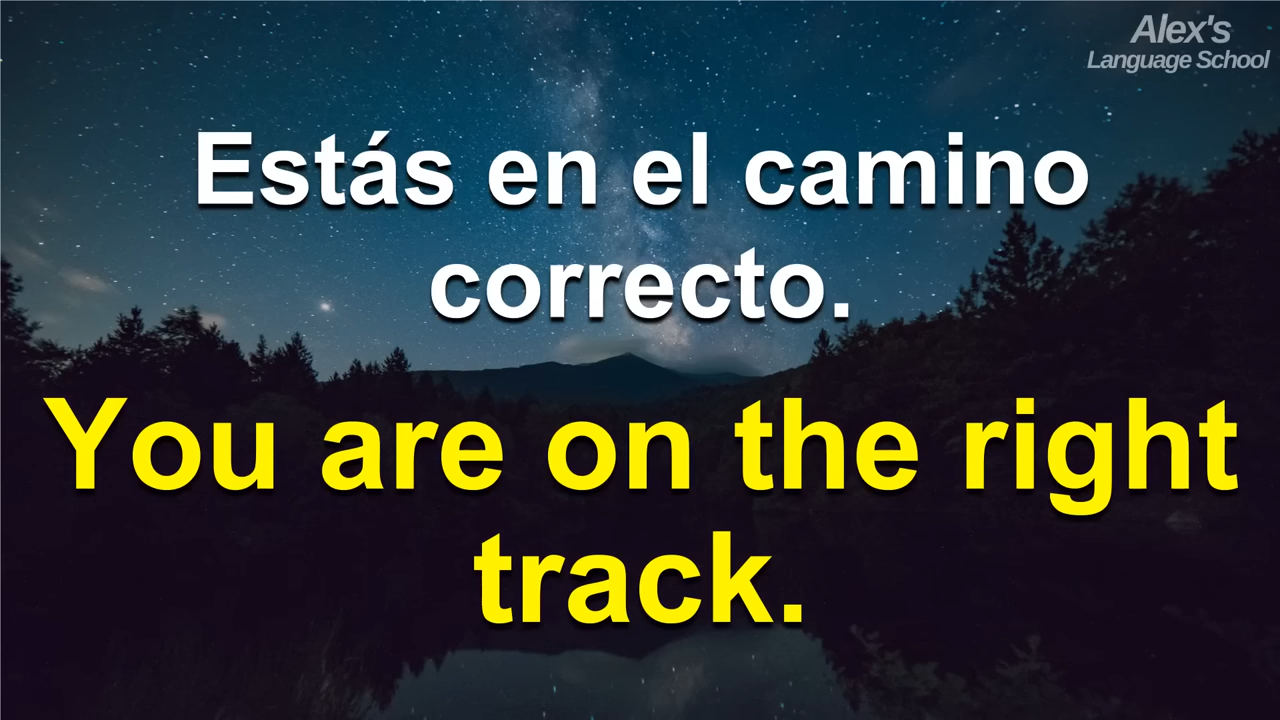 Alex's
Language School
Estás en el camino
correcto.
You are on the right
track.